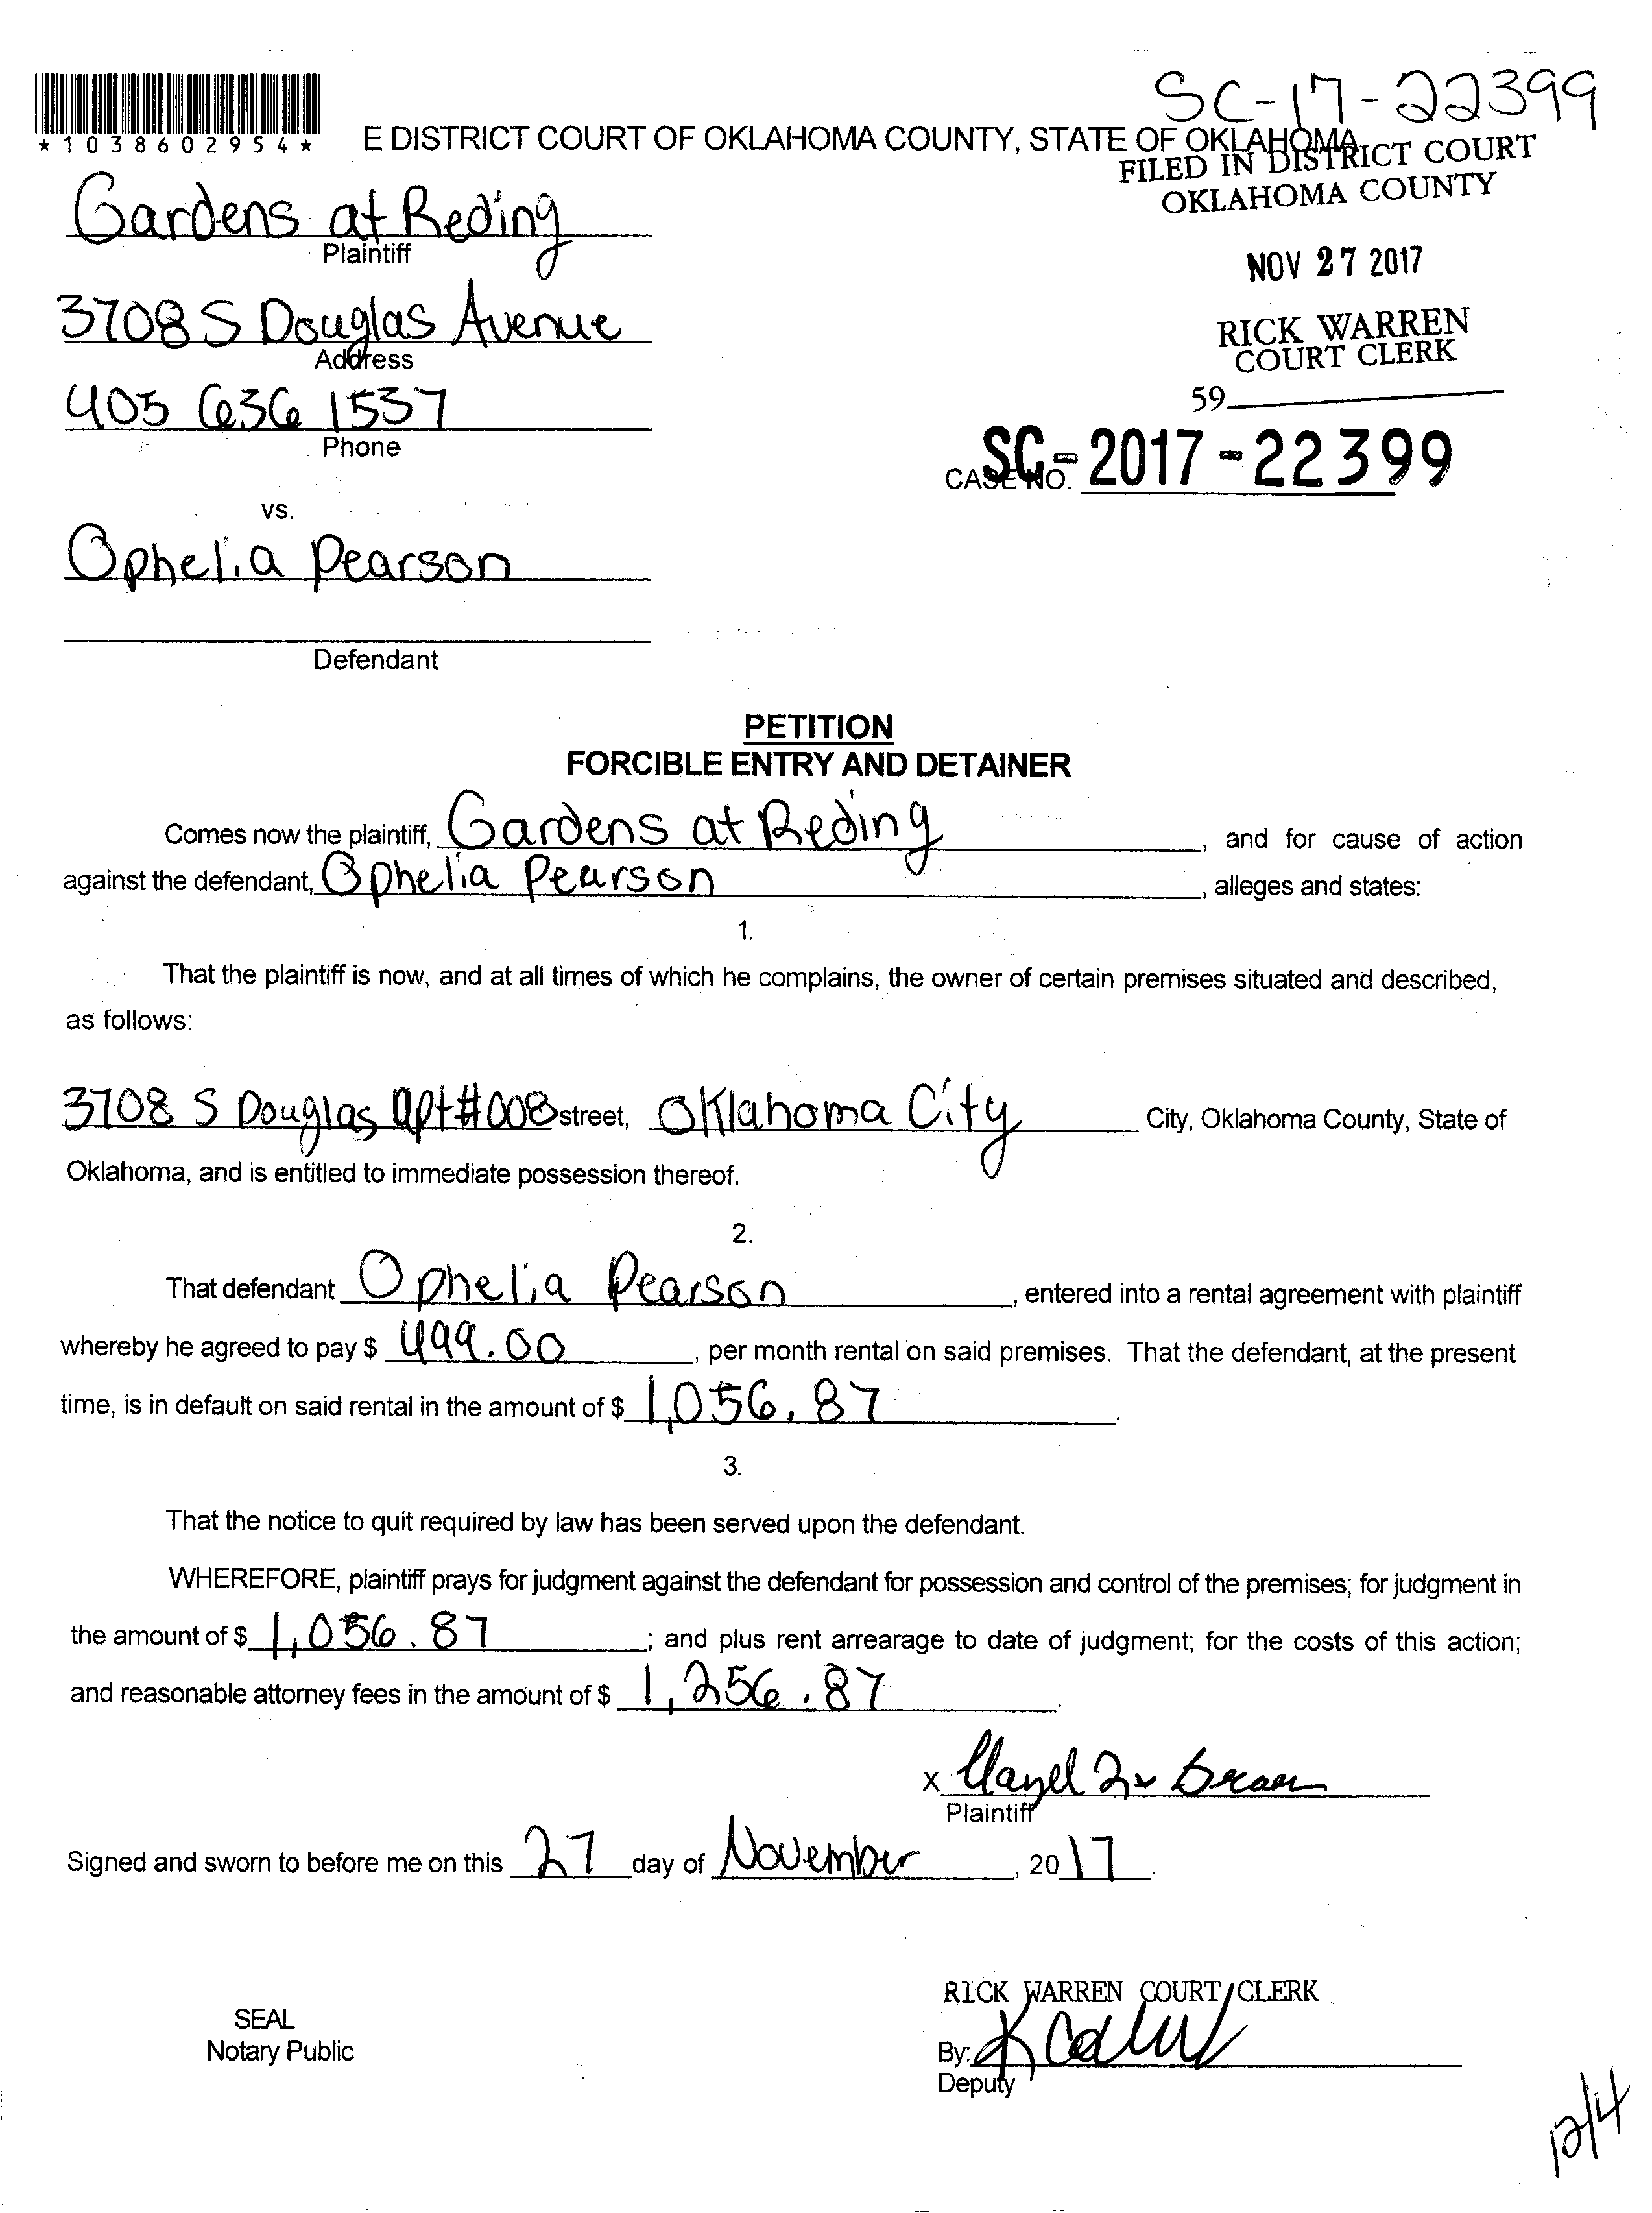 SC-17-22399
*1038602954*
E DISTRICT COURT OF OKLAHOMA COUNTY, STATE OF OKLAHOMA
FILED IN DISTRICT COURT
OKLAHOMA COUNTY
Gardens at Reding
Plaintiff
NOV 27 2017
3708 S Douglas Avenue
Address
RICK WARREN
COURT CLERK
405 636 1537
Phone
59
CASE NO. SC-2017-22399
vs.
Ophelia Pearson
Defendant
PETITION
FORCIBLE ENTRY AND DETAINER
Comes now the plaintiff, Gardens at Reding, and for cause of action
against the defendant, Ophelia Pearson, alleges and states:
1.
That the plaintiff is now, and at all times of which he complains, the owner of certain premises situated and described,
as follows:
3708 S Douglas apt#008 street, Oklahoma City City, Oklahoma County, State of
Oklahoma, and is entitled to immediate possession thereof.
2.
That defendant Ophelia Pearson, entered into a rental agreement with plaintiff
whereby he agreed to pay $ 499.00, per month rental on said premises. That the defendant, at the present
time, is in default on said rental in the amount of $ 1,056.87.
3.
That the notice to quit required by law has been served upon the defendant.
WHEREFORE, plaintiff prays for judgment against the defendant for possession and control of the premises; for judgment in
the amount of $ 1,056.87; and plus rent arrearage to date of judgment; for the costs of this action;
and reasonable attorney fees in the amount of $ 1,256.87.
x
Plaintiff
Signed and sworn to before me on this 27 day of November, 2017.
RICK WARREN COURT CLERK
SEAL
Notary Public
By:
Deputy
12/4